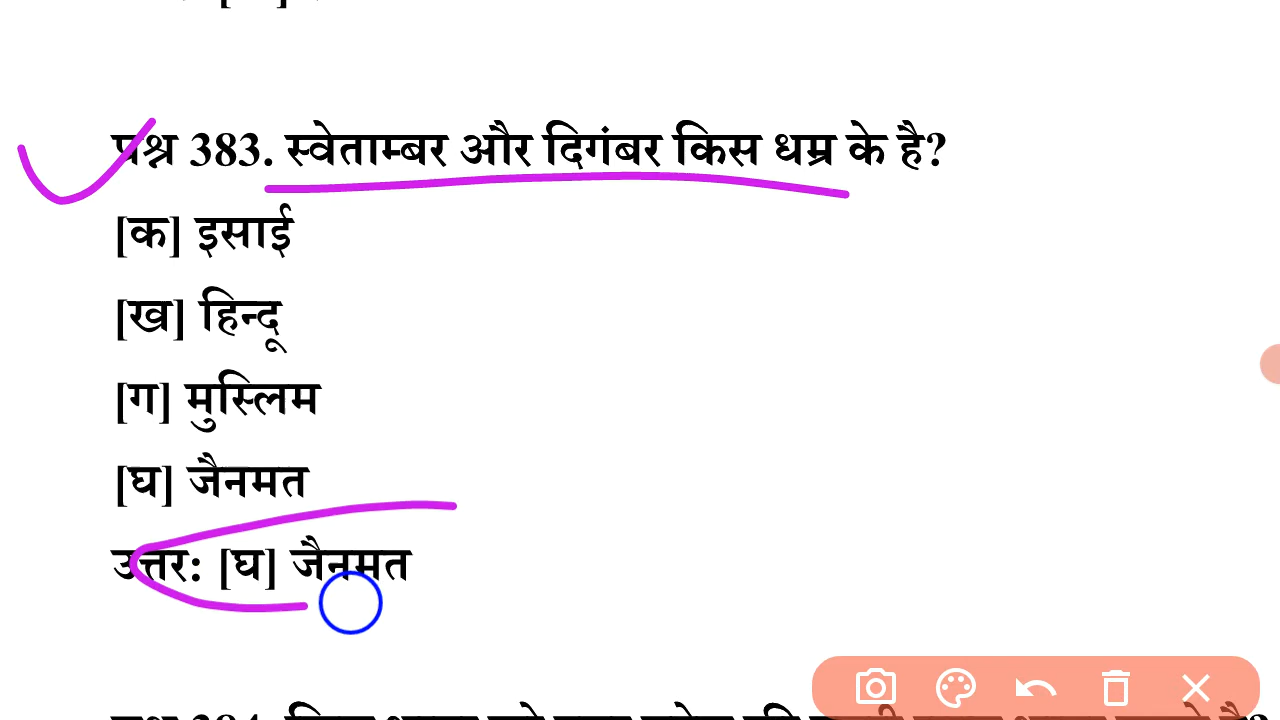 प्रश्न 383. स्वेताम्बर और दिगंबर किस धम्र के है?
[क] इसाई
[ख] हिन्दू
[ग] मुस्लिम
[घ] जैनमत
उत्तर: [घ] जैनमत